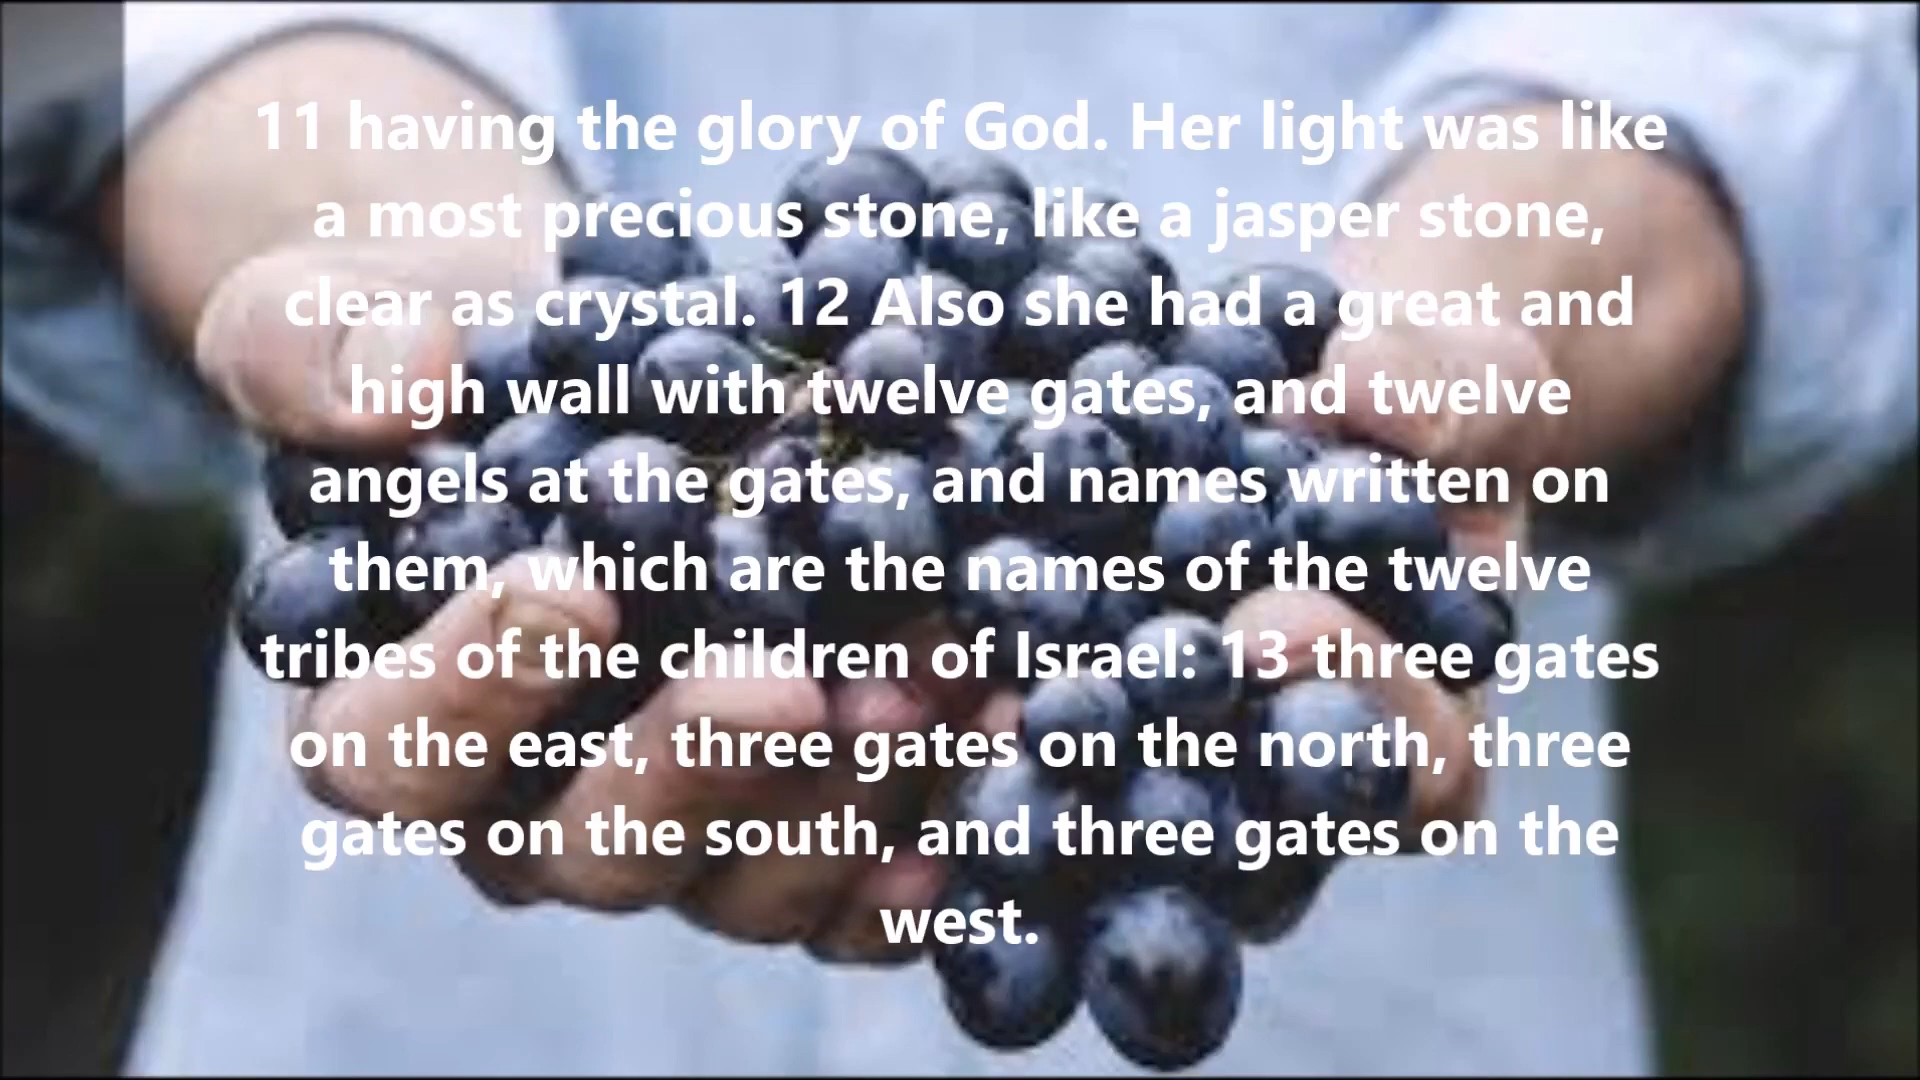 11 having the glory of God. Her light was like
a most precious stone, like a jasper stone,
clear as crystal. 12 Also she had a great and
high wall with twelve gates, and twelve
angels at the gates, and names written on
them, which are the names of the twelve
tribes of the children of Israel: 13 three gates
on the east, three gates on the north, three
gates on the south, and three gates on the
west.